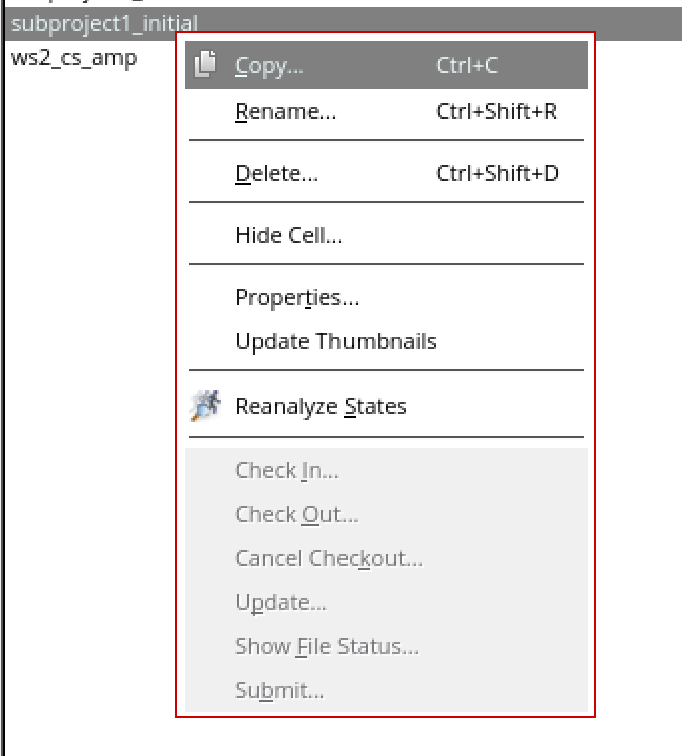 subproject1_initial
ws2_cs_amp
Copy... Ctrl+C
Rename... Ctrl+Shift+R
Delete... Ctrl+Shift+D
Hide Cell...
Properties...
Update Thumbnails
Reanalyze States
Check In...
Check Out...
Cancel Checkout...
Update...
Show File Status...
Submit...